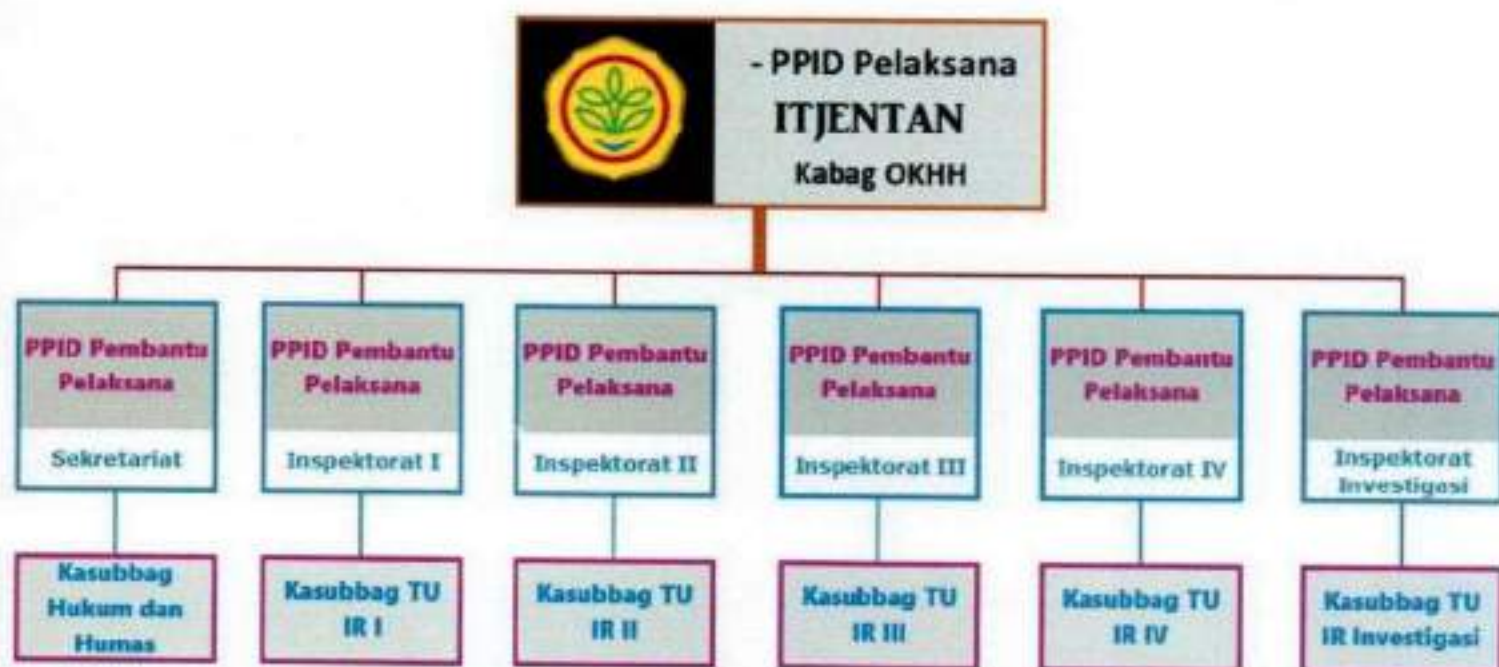 - PPID Pelaksana
ITJENTAN
Kabag OKHH
PPID Pembantu
Pelaksana
Sekretariat
PPID Pembantu
Pelaksana
Inspektorat I
PPID Pembantu
Pelaksana
Inspektorat II
PPID Pembantu
Pelaksana
Inspektorat III
PPID Pembantu
Pelaksana
Inspektorat IV
PPID Pembantu
Pelaksana
Inspektorat
Investigasi
Kasubbag
Hukum dan
Humas
Kasubbag TU
IR I
Kasubbag TU
IR II
Kasubbag TU
IR III
Kasubbag TU
IR IV
Kasubbag TU
IR Investigasi